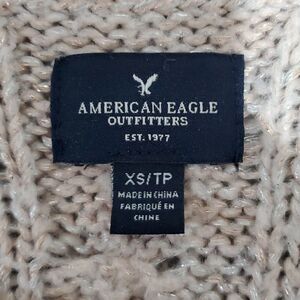 AMERICAN EAGLE
OUTFITTERS
EST. 1977
XS/TP
MADE IN CHINA
FABRIQUÉ EN
CHINE